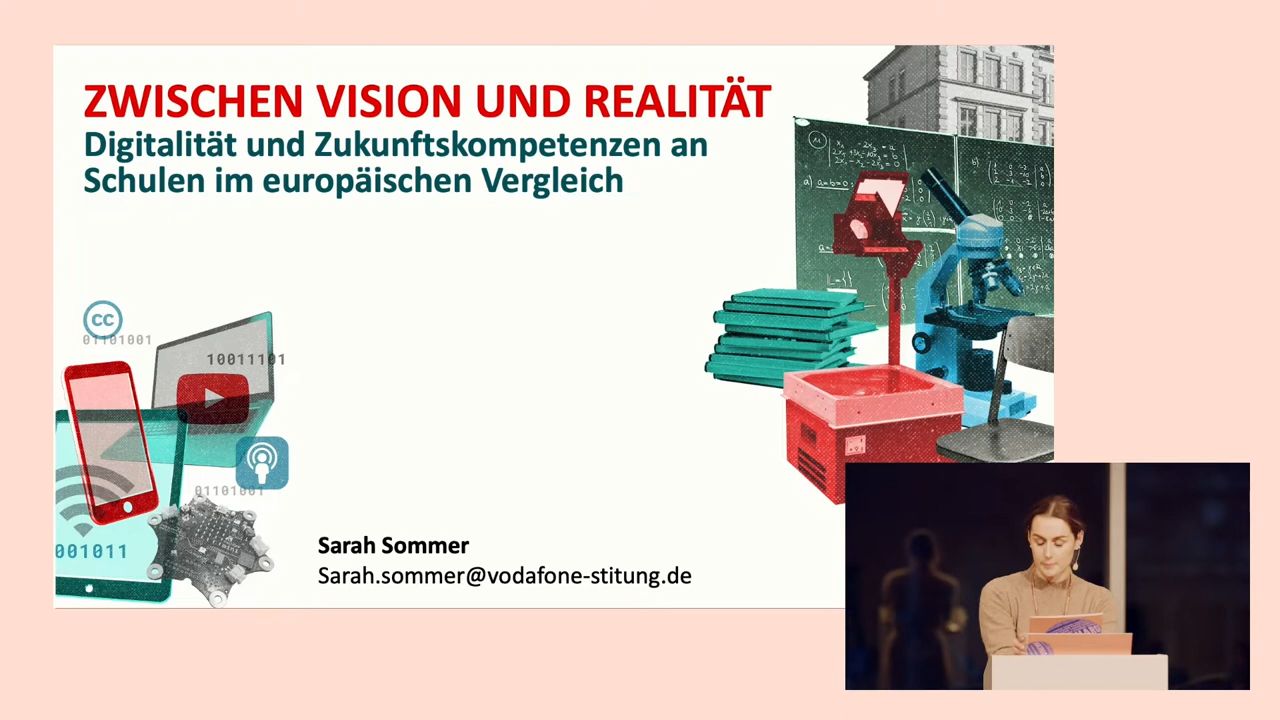 ZWISCHEN VISION UND REALITÄT
Digitalität und Zukunftskompetenzen an
Schulen im europäischen Vergleich
cc
01101001
10011101
01101001
001011
Sarah Sommer
Sarah.sommer@vodafone-stitung.de